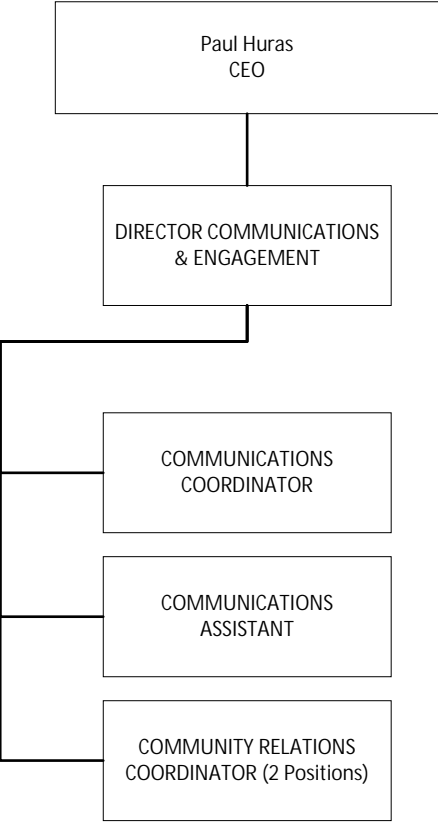 Paul Huras
CEO
DIRECTOR COMMUNICATIONS
& ENGAGEMENT
COMMUNICATIONS
COORDINATOR
COMMUNICATIONS
ASSISTANT
COMMUNITY RELATIONS
COORDINATOR (2 Positions)